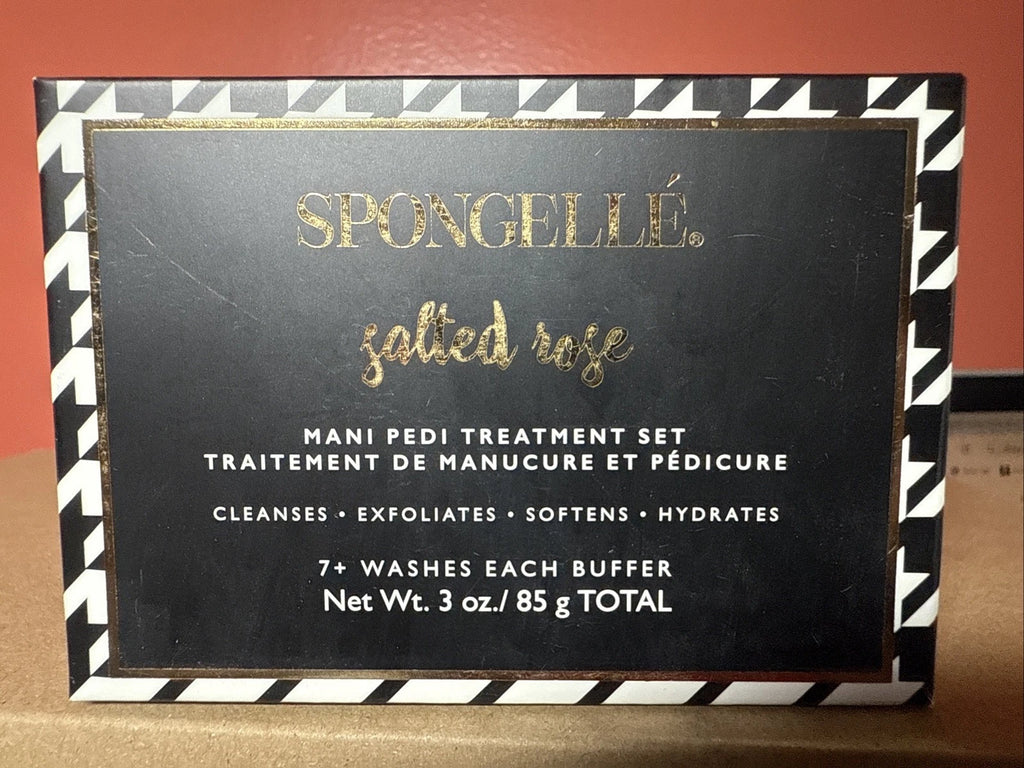 SPONGELLÉ®
salted rose
MANI PEDI TREATMENT SET
TRAITEMENT DE MANUCURE ET PÉDICURE
CLEANSES • EXFOLIATES • SOFTENS • HYDRATES
7+ WASHES EACH BUFFER
Net Wt. 3 oz./ 85 g TOTAL